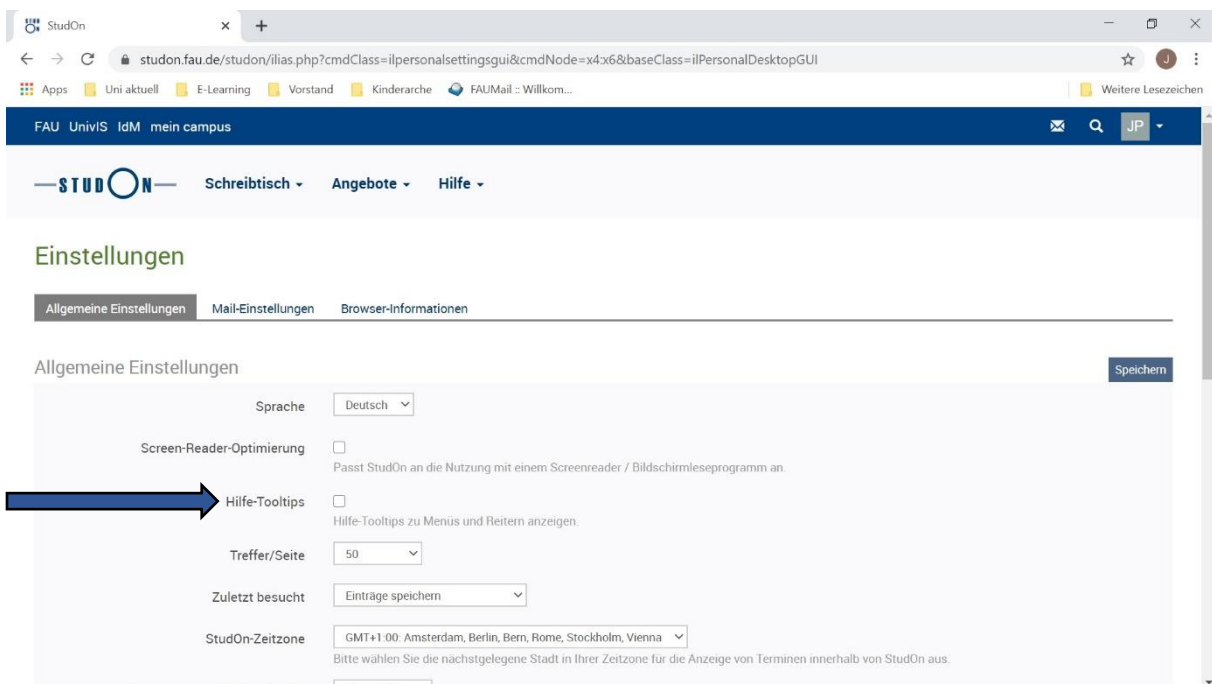 StudOn
studon.fau.de/studon/ilias.php?cmdClass=ilpersonalsettingsgui&cmdNode=x4:x6&baseClass=ilPersonalDesktopGUI
J
Apps Uni aktuell E-Learning Vorstand Kinderarche FAUMail :: Willkom... Weitere Lesezeichen
FAU UnivIS IdM mein campus JP
STUDON Schreibtisch Angebote Hilfe
Einstellungen
Allgemeine Einstellungen Mail-Einstellungen Browser-Informationen
Allgemeine Einstellungen Speichern
Sprache Deutsch
Screen-Reader-Optimierung
Passt StudOn an die Nutzung mit einem Screenreader / Bildschirmleseprogramm an.
Hilfe-Tooltips
Hilfe-Tooltips zu Menüs und Reitern anzeigen.
Treffer/Seite 50
Zuletzt besucht Einträge speichern
StudOn-Zeitzone GMT+1:00: Amsterdam, Berlin, Bern, Rome, Stockholm, Vienna
Bitte wählen Sie die nächstgelegene Stadt in Ihrer Zeitzone für die Anzeige von Terminen innerhalb von StudOn aus.